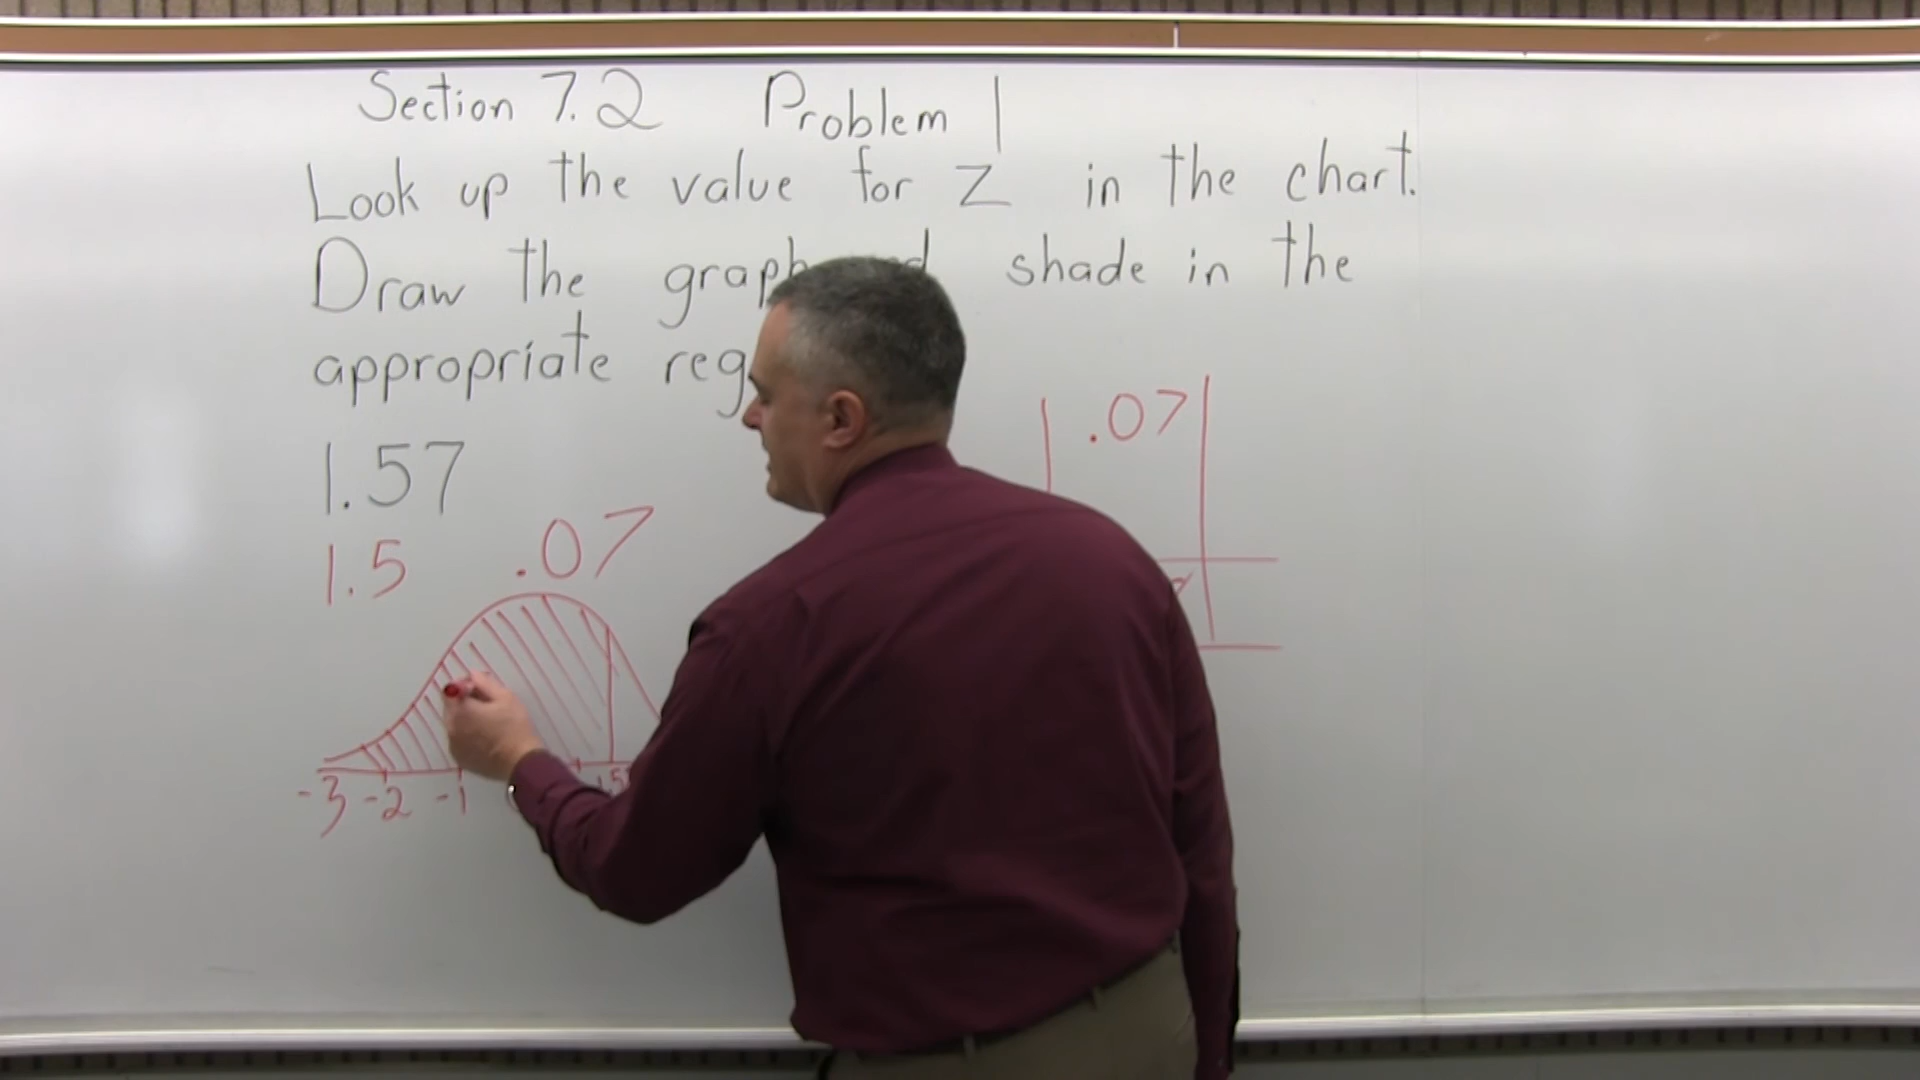 Section 7.2 Problem 1
Look up the value for Z in the chart.
Draw the graph shade in the
appropriate reg
1.57
1.5 .07
.07
-3 -2 -1